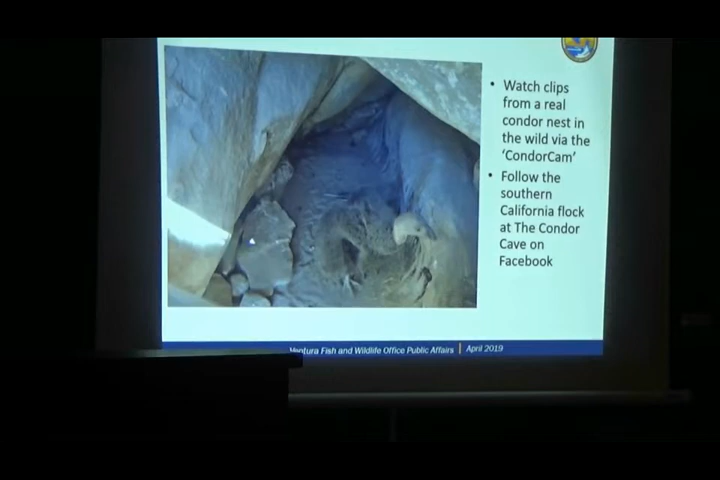 • Watch clips
from a real
condor nest in
the wild via the
‘CondorCam’
• Follow the
southern
California flock
at The Condor
Cave on
Facebook
Ventura Fish and Wildlife Office Public Affairs | April 2019